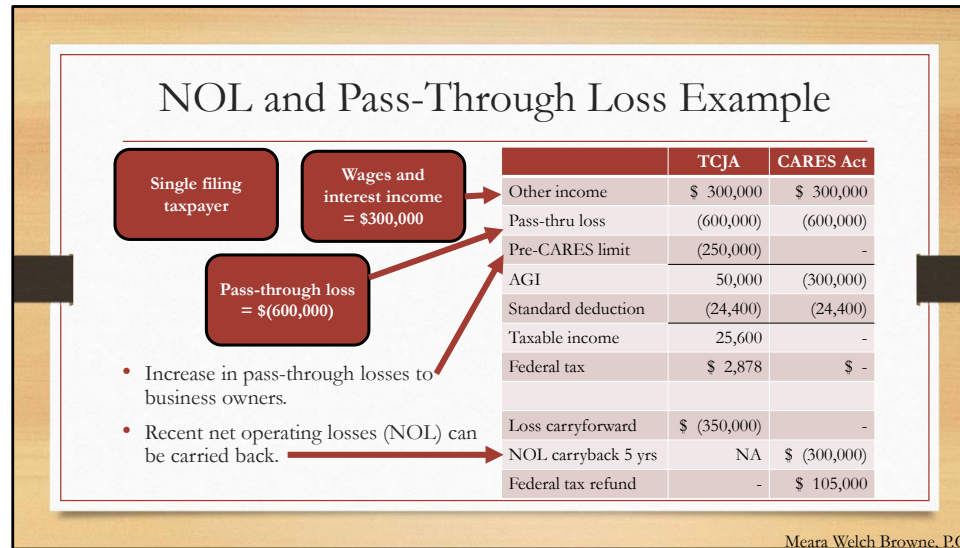 NOL and Pass-Through Loss Example
Single filing
taxpayer
Wages and
interest income
= $300,000
Pass-through loss
= $(600,000)
• Increase in pass-through losses to
business owners.
• Recent net operating losses (NOL) can
be carried back.
TCJA CARES Act
Other income $ 300,000 $ 300,000
Pass-thru loss (600,000) (600,000)
Pre-CARES limit (250,000) -
AGI 50,000 (300,000)
Standard deduction (24,400) (24,400)
Taxable income 25,600 -
Federal tax $ 2,878 $ -
Loss carryforward $ (350,000) -
NOL carryback 5 yrs NA $ (300,000)
Federal tax refund - $ 105,000
Meara Welch Browne, P.C